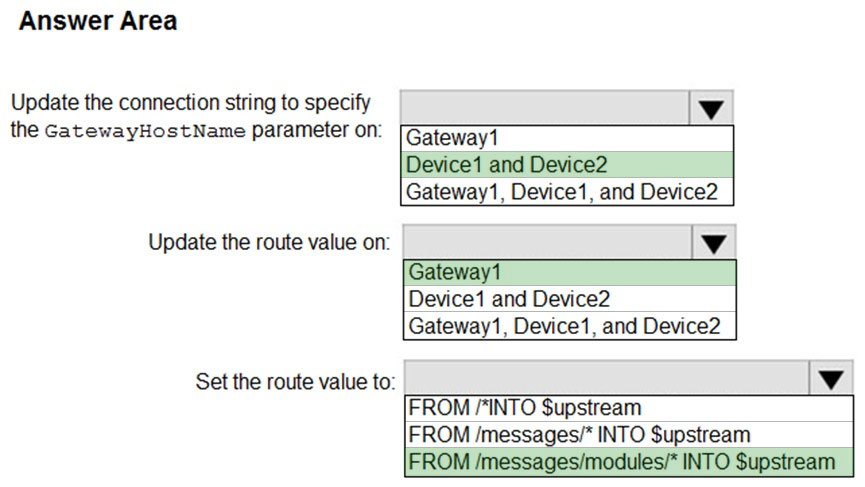 Answer Area
Update the connection string to specify
the GatewayHostName parameter on:
Gateway1
Device1 and Device2
Gateway1, Device1, and Device2
Update the route value on:
Gateway1
Device1 and Device2
Gateway1, Device1, and Device2
Set the route value to:
FROM /*INTO $upstream
FROM /messages/* INTO $upstream
FROM /messages/modules/* INTO $upstream